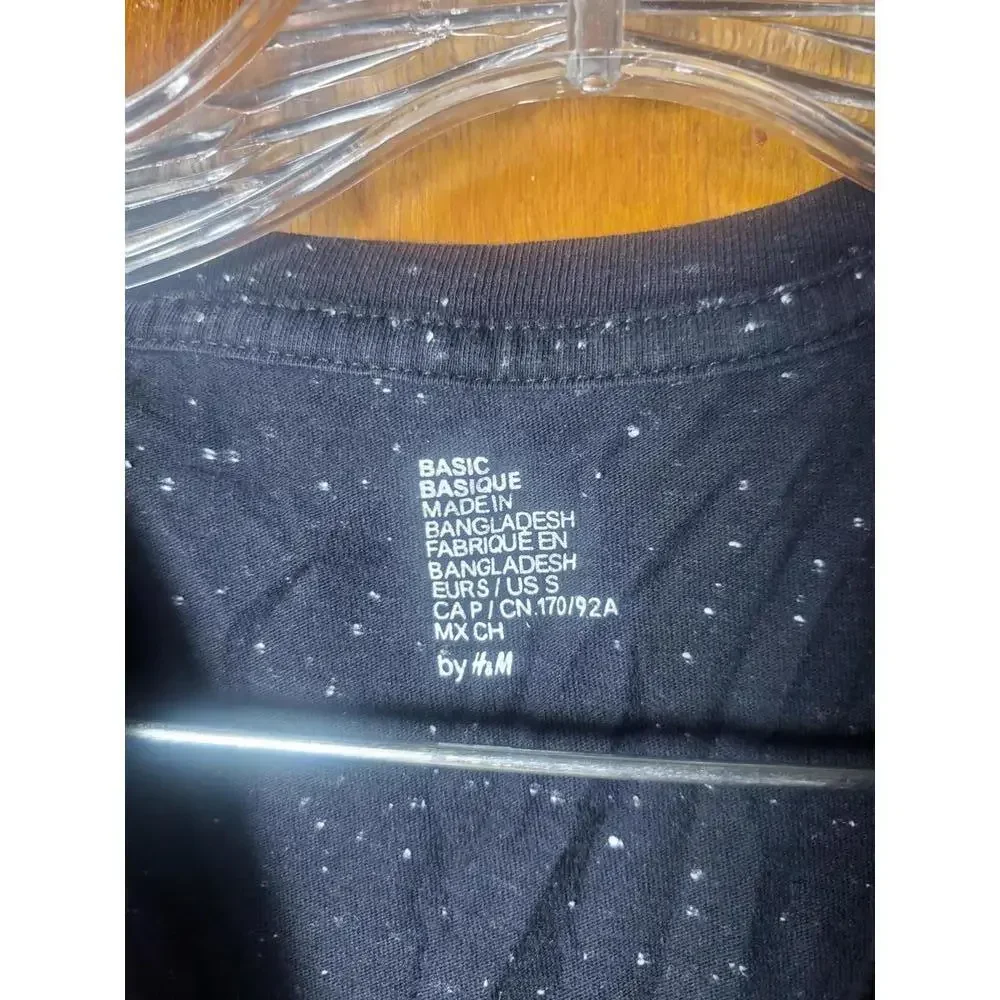 BASIC
BASIQUE
MADE IN
BANGLADESH
FABRIQUÉ EN
BANGLADESH
EUR S / US S
CA P / CN.170/92A
MX CH
by H&M